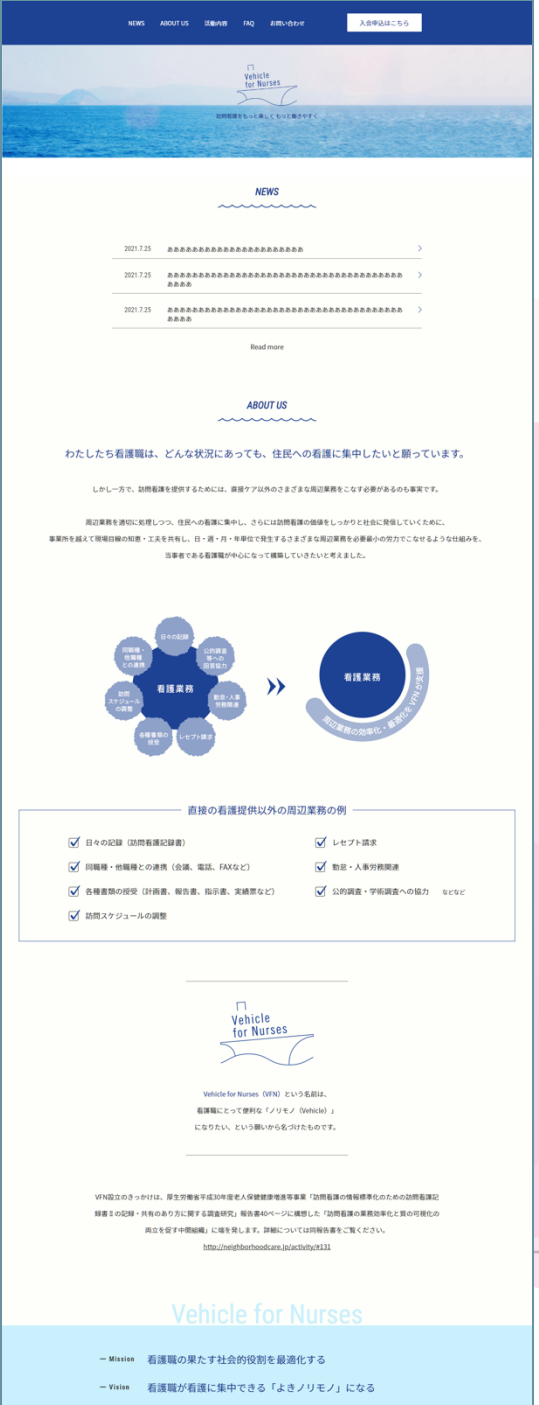 NEWS ABOUT US 活動内容 FAQ お問い合わせ 入会申込はこちら
Vehicle
for Nurses
訪問看護をもっと楽しく もっと働きやすく
NEWS
2021.7.25 ああああああああああああああああああああああ
2021.7.25 ああああああああああああああああああああああああああああああああああああああ
ああああ
2021.7.25 ああああああああああああああああああああああああああああああああああああああ
ああああ
Read more
ABOUT US
わたしたち看護職は、どんな状況にあっても、住民への看護に集中したいと願っています。
しかし一方で、訪問看護を提供するためには、直接ケア以外のさまざまな周辺業務をこなす必要があるのも事実です。
周辺業務を適切に処理しつつ、住民への看護に集中し、さらには訪問看護の価値をしっかりと社会に発信していくために、
事業所を越えて現場目線の知恵・工夫を共有し、日・週・月・年単位で発生するさまざまな周辺業務を必要最小の労力でこなせるような仕組みを、
当事者である看護職が中心になって構築していきたいと考えました。
日々の記録
同職種・
他職種
との連携
公的調査
等への
回答協力
看護業務
訪問
スケジュール
の調整
勤怠・人事
労務関連
各種書類の
授受
レセプト請求
看護業務
周辺業務の効率化・最適化をVFNが支援
直接の看護提供以外の周辺業務の例
日々の記録（訪問看護記録書） レセプト請求
同職種・他職種との連携（会議、電話、FAXなど） 勤怠・人事労務関連
各種書類の授受（計画書、報告書、指示書、実績票など） 公的調査・学術調査への協力 などなど
訪問スケジュールの調整
Vehicle
for Nurses
Vehicle for Nurses（VFN）という名前は、
看護職にとって便利な「ノリモノ（Vehicle）」
になりたい、という願いから名づけたものです。
VFN設立のきっかけは、厚生労働省平成30年度老人保健健康増進等事業「訪問看護の情報標準化のための訪問看護記
録書Ⅱの記録・共有のあり方に関する調査研究」報告書40ページに構想した「訪問看護の業務効率化と質の可視化の
両立を促す中間組織」に端を発します。詳細については同報告書をご覧ください。
http://neighborhoodcare.jp/activity/#131
Vehicle for Nurses
ー Mission 看護職の果たす社会的役割を最適化する
ー Vision 看護職が看護に集中できる「よきノリモノ」になる